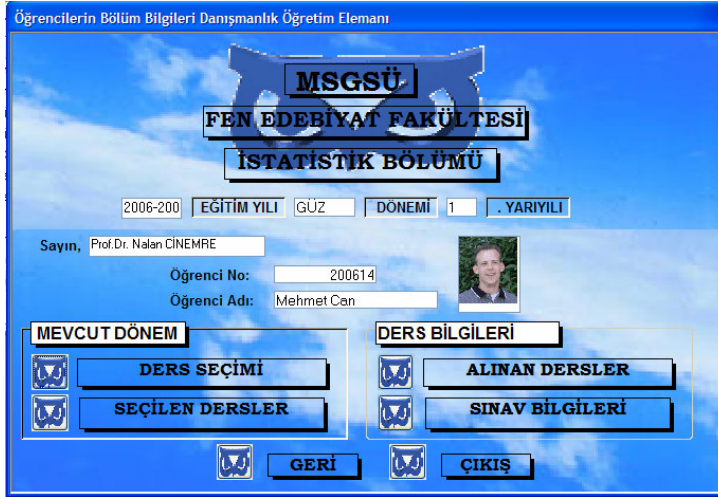 Öğrencilerin Bölüm Bilgileri Danışmanlık Öğretim Elemanı
MSGSÜ
FEN EDEBİYAT FAKÜLTESİ
İSTATİSTİK BÖLÜMÜ
2006-200 EĞİTİM YILI GÜZ DÖNEMİ 1 . YARIYILI
Sayın, Prof.Dr. Nalan CİNEMRE
Öğrenci No: 200614
Öğrenci Adı: Mehmet Can
MEVCUT DÖNEM DERS BİLGİLERİ
DERS SEÇİMİ ALINAN DERSLER
SEÇİLEN DERSLER SINAV BİLGİLERİ
GERİ ÇIKIŞ